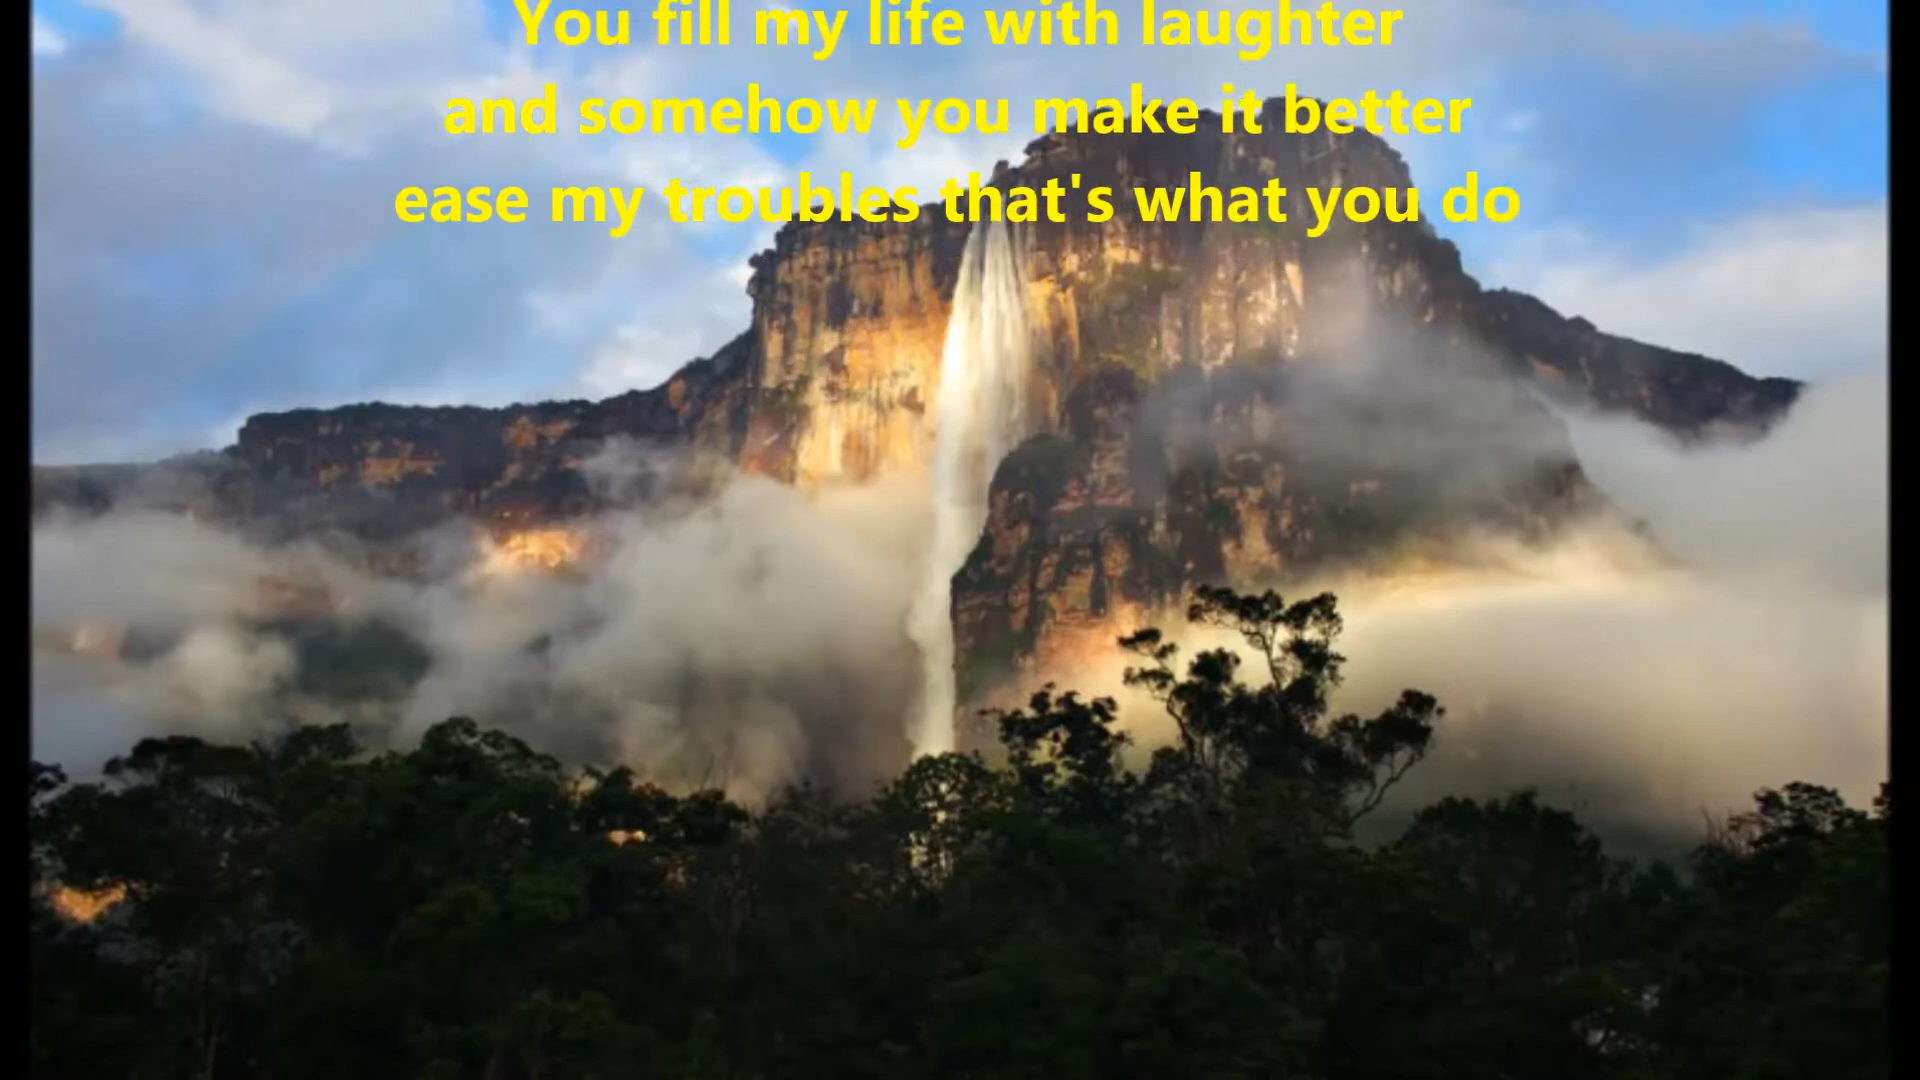 You fill my life with laughter
and somehow you make it better
ease my troubles that's what you do